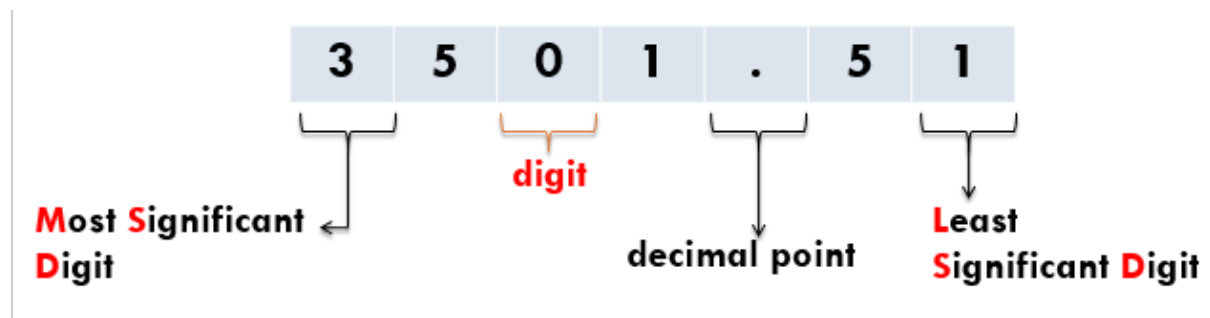 3 5 0 1 . 5 1
digit
Most Significant
Digit
decimal point
Least
Significant Digit